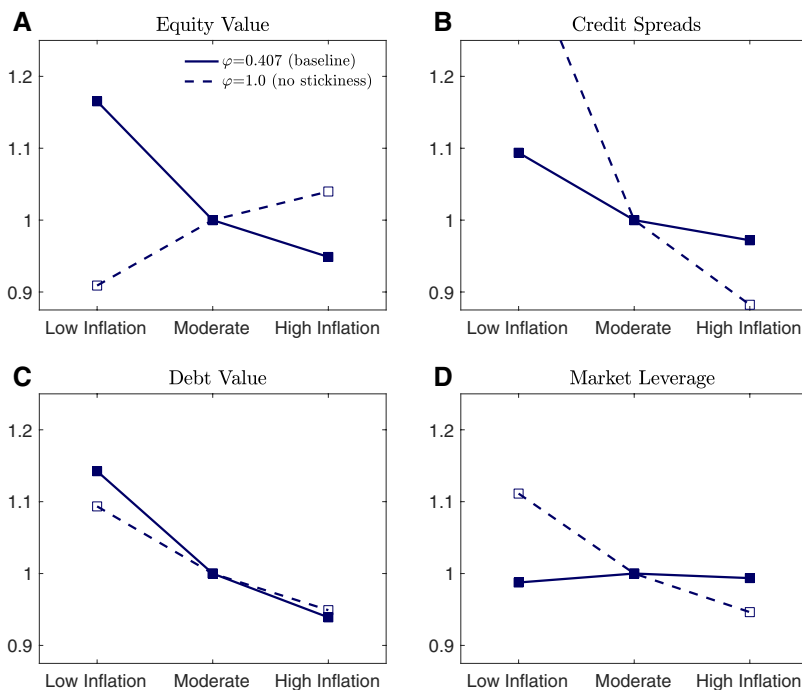 A
Equity Value
φ=0.407 (baseline)
φ=1.0 (no stickiness)
1.2
1.1
1
0.9
Low Inflation Moderate High Inflation
B
Credit Spreads
1.2
1.1
1
0.9
Low Inflation Moderate High Inflation
C
Debt Value
1.2
1.1
1
0.9
Low Inflation Moderate High Inflation
D
Market Leverage
1.2
1.1
1
0.9
Low Inflation Moderate High Inflation